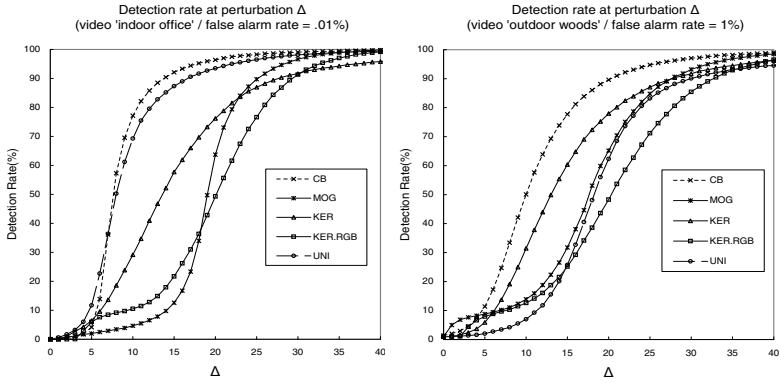 Detection rate at perturbation Δ
(video 'indoor office' / false alarm rate = .01%)
Detection Rate(%)
100
90
80
70
60
50
40
30
20
10
0
0 5 10 15 20 25 30 35 40
Δ
CB
MOG
KER
KER.RGB
UNI
Detection rate at perturbation Δ
(video 'outdoor woods' / false alarm rate = 1%)
Detection Rate(%)
100
90
80
70
60
50
40
30
20
10
0
0 5 10 15 20 25 30 35 40
Δ
CB
MOG
KER
KER.RGB
UNI